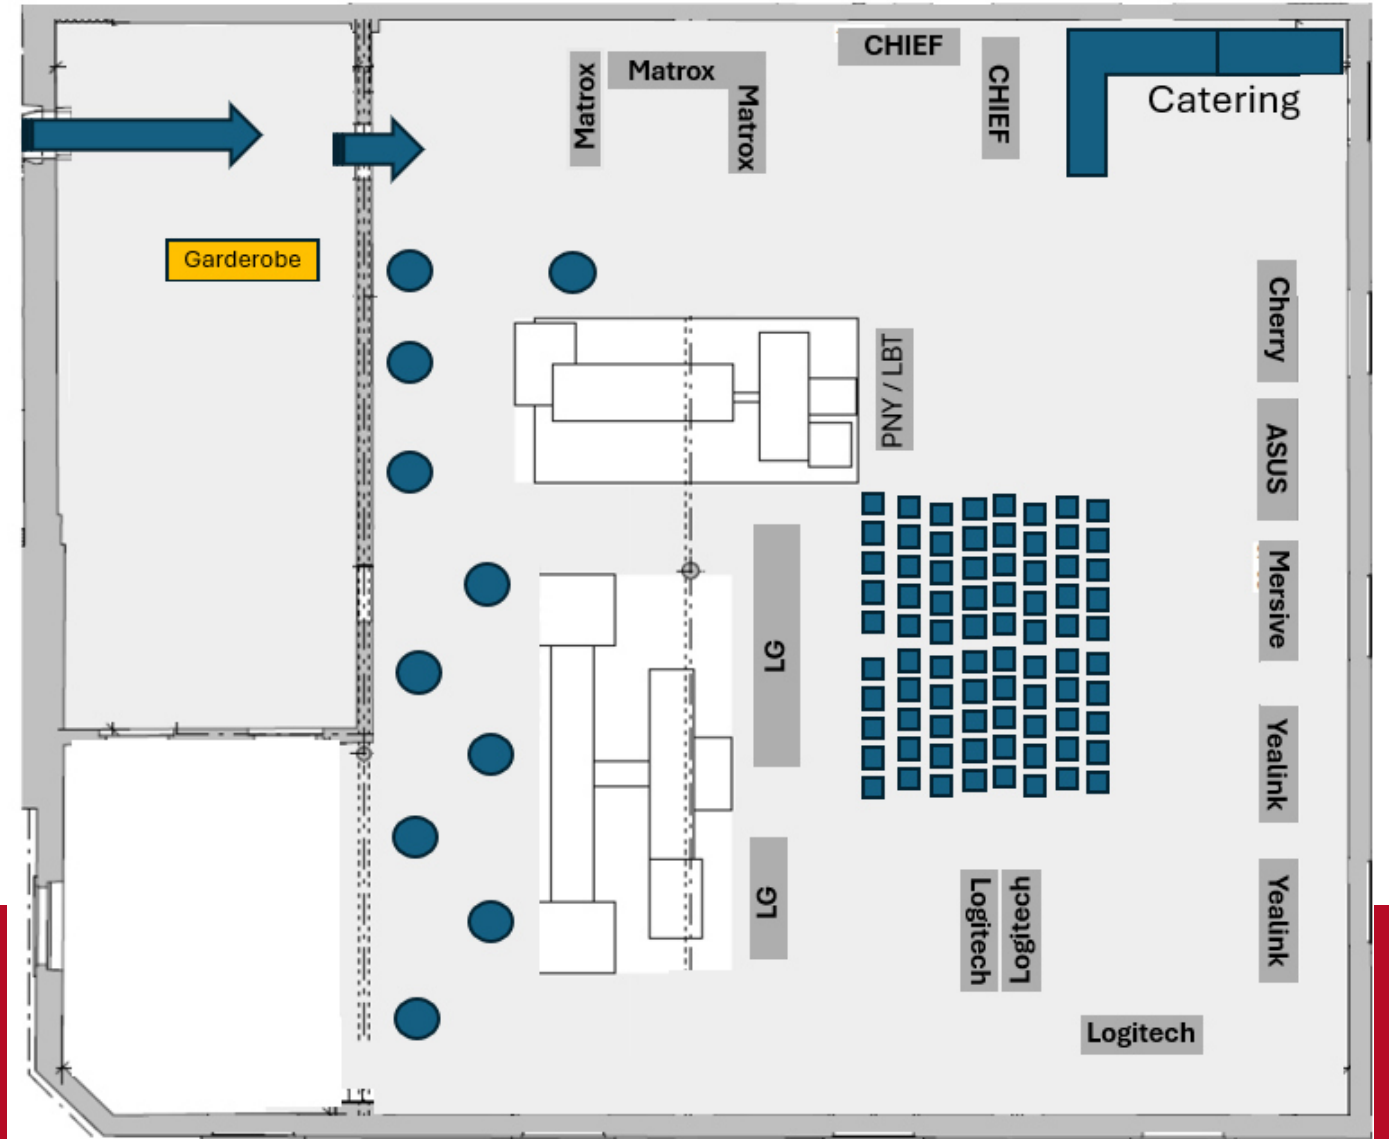 CHIEF
Matrox
Matrox
Matrox
CHIEF
Catering
Garderobe
Cherry
PNY / LBT
ASUS
Mersive
LG
Yealink
LG
Logitech
Logitech
Yealink
Logitech